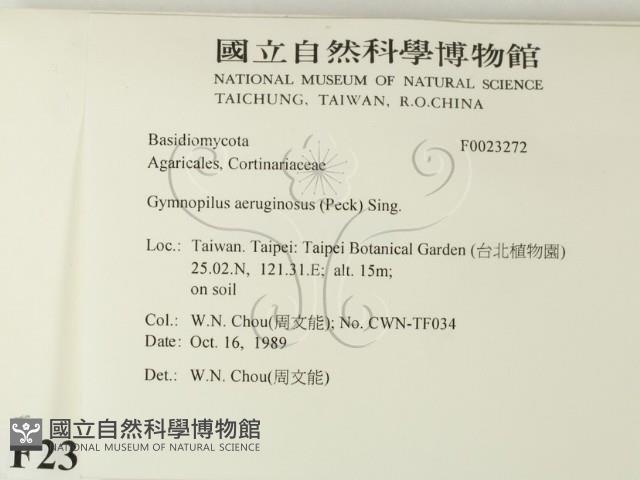 國立自然科學博物館
NATIONAL MUSEUM OF NATURAL SCIENCE
TAICHUNG, TAIWAN, R.O.CHINA
Basidiomycota F0023272
Agaricales, Cortinariaceae
Gymnopilus aeruginosus (Peck) Sing.
Loc.: Taiwan. Taipei: Taipei Botanical Garden (台北植物園)
25.02.N, 121.31.E; alt. 15m;
on soil
Col.: W.N. Chou(周文能); No. CWN-TF034
Date: Oct. 16, 1989
Det.: W.N. Chou(周文能)
國立自然科學博物館
NATIONAL MUSEUM OF NATURAL SCIENCE
F23